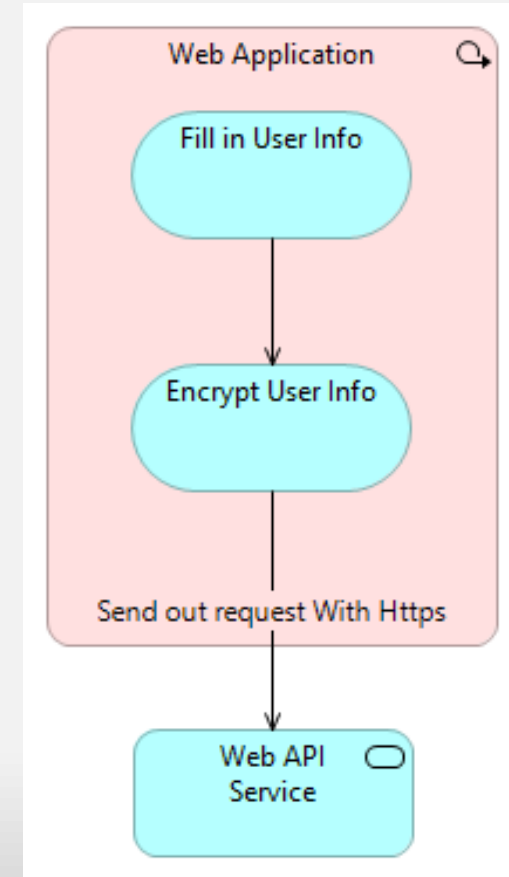 Web Application
Fill in User Info
Encrypt User Info
Send out request With Https
Web API
Service